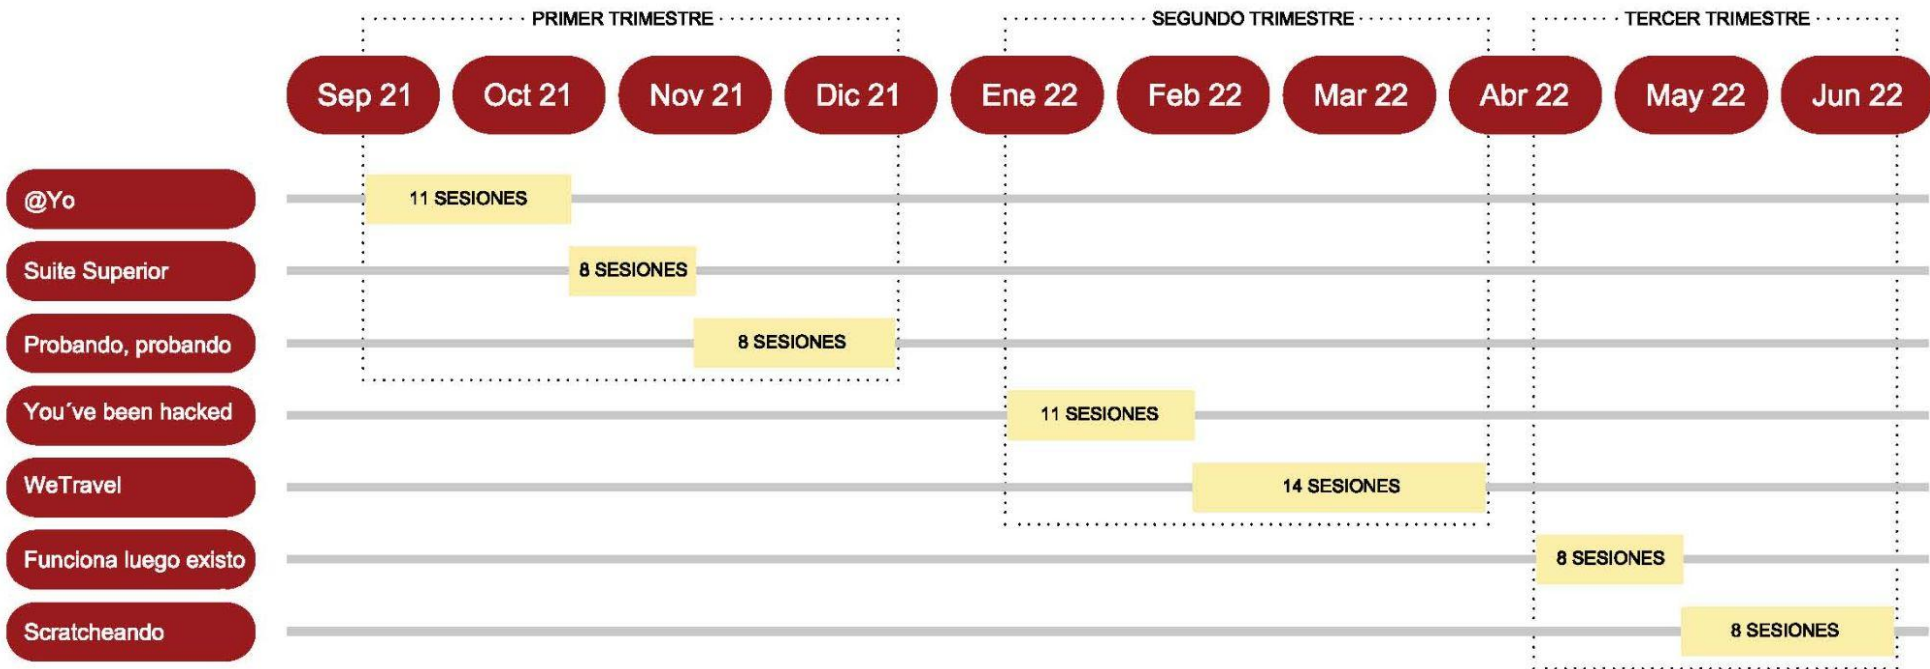 PRIMER TRIMESTRE
SEGUNDO TRIMESTRE
TERCER TRIMESTRE
Sep 21
Oct 21
Nov 21
Dic 21
Ene 22
Feb 22
Mar 22
Abr 22
May 22
Jun 22
@Yo
11 SESIONES
Suite Superior
8 SESIONES
Probando, probando
8 SESIONES
You´ve been hacked
11 SESIONES
WeTravel
14 SESIONES
Funciona luego existo
8 SESIONES
Scratcheando
8 SESIONES